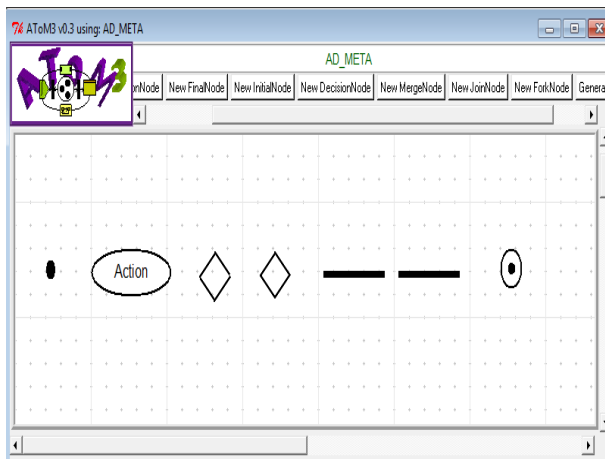 AToM3 v0.3 using: AD_META
AD_META
AToM3
onNode New FinalNode New InitialNode New DecisionNode New MergeNode New JoinNode New ForkNode Genera
Action